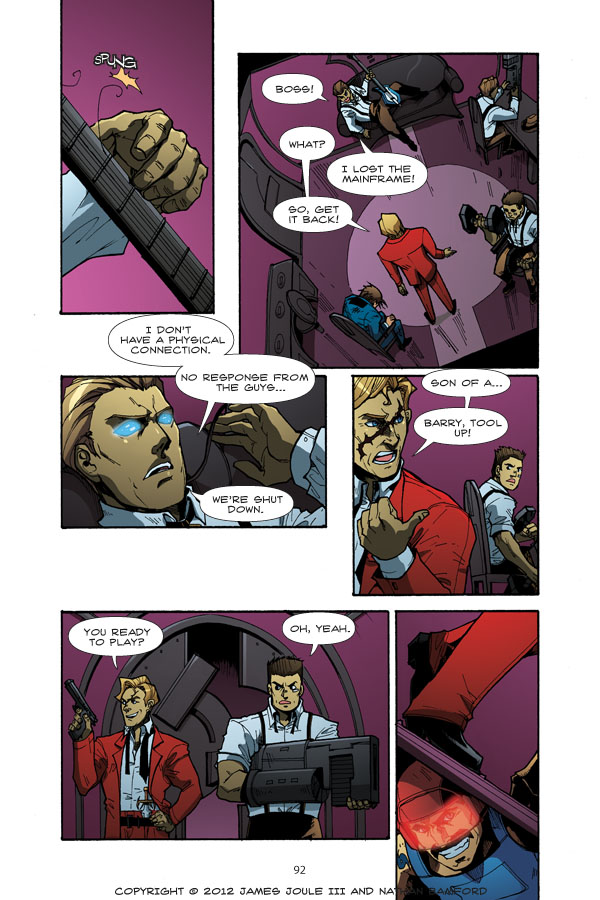 SPUNG
BOSS!
WHAT?
I LOST THE
MAINFRAME!
SO, GET
IT BACK!
I DON'T
HAVE A PHYSICAL
CONNECTION.
NO RESPONSE FROM
THE GUYS...
WE'RE SHUT
DOWN.
SON OF A...
BARRY, TOOL
UP!
YOU READY
TO PLAY?
OH, YEAH.
92
COPYRIGHT © 2012 JAMES JOULE III AND NATHAN BAMFORD